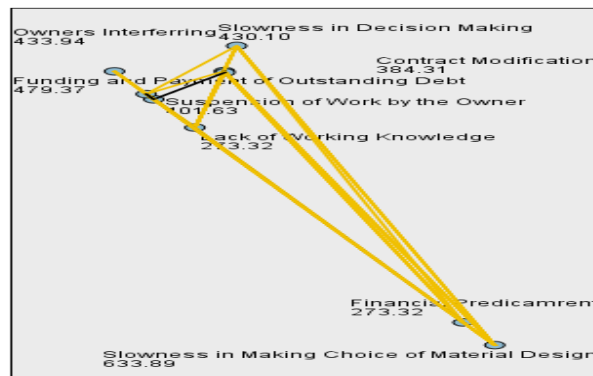 Slowness in Decision Making
430.10
Owners Interferring
433.94
Contract Modification
384.31
Funding and Payment of Outstanding Debt
479.37
Suspension of Work by the Owner
401.63
Lack of Working Knowledge
273.32
Financial Predicamrent
273.32
Slowness in Making Choice of Material Design
633.89